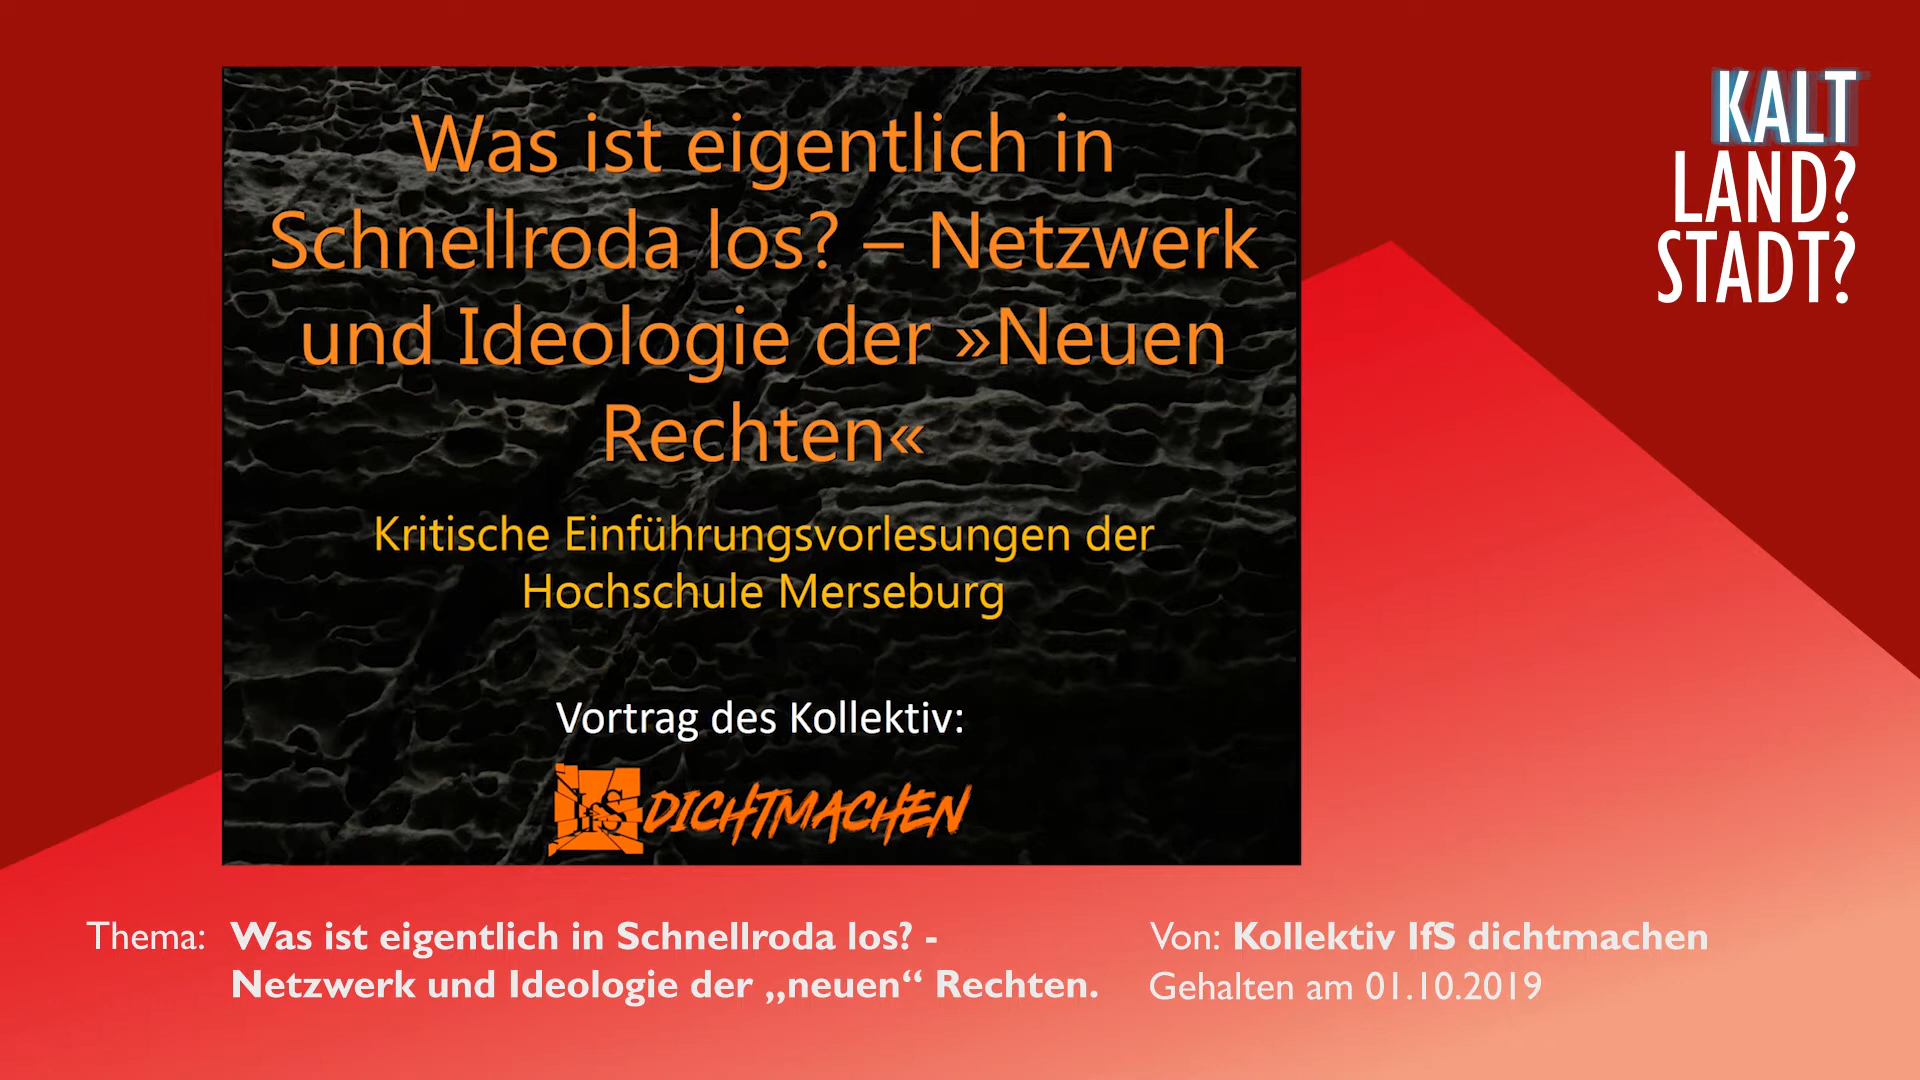 Was ist eigentlich in
Schnellroda los? – Netzwerk
und Ideologie der »Neuen
Rechten«
Kritische Einführungsvorlesungen der
Hochschule Merseburg
Vortrag des Kollektiv:
IfS DICHTMACHEN
KALT
LAND?
STADT?
Thema: Was ist eigentlich in Schnellroda los? -
Netzwerk und Ideologie der „neuen“ Rechten.
Von: Kollektiv IfS dichtmachen
Gehalten am 01.10.2019